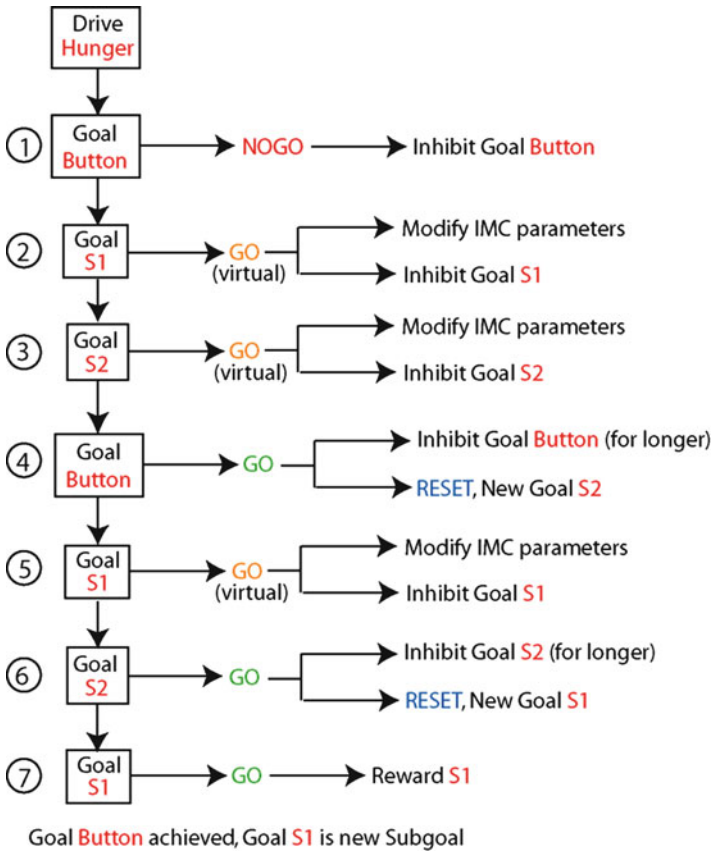 Drive
Hunger
1
Goal
Button
NOGO
Inhibit Goal Button
2
Goal
S1
GO
(virtual)
Modify IMC parameters
Inhibit Goal S1
3
Goal
S2
GO
(virtual)
Modify IMC parameters
Inhibit Goal S2
4
Goal
Button
GO
Inhibit Goal Button (for longer)
RESET, New Goal S2
5
Goal
S1
GO
(virtual)
Modify IMC parameters
Inhibit Goal S1
6
Goal
S2
GO
Inhibit Goal S2 (for longer)
RESET, New Goal S1
7
Goal
S1
GO
Reward S1
Goal Button achieved, Goal S1 is new Subgoal